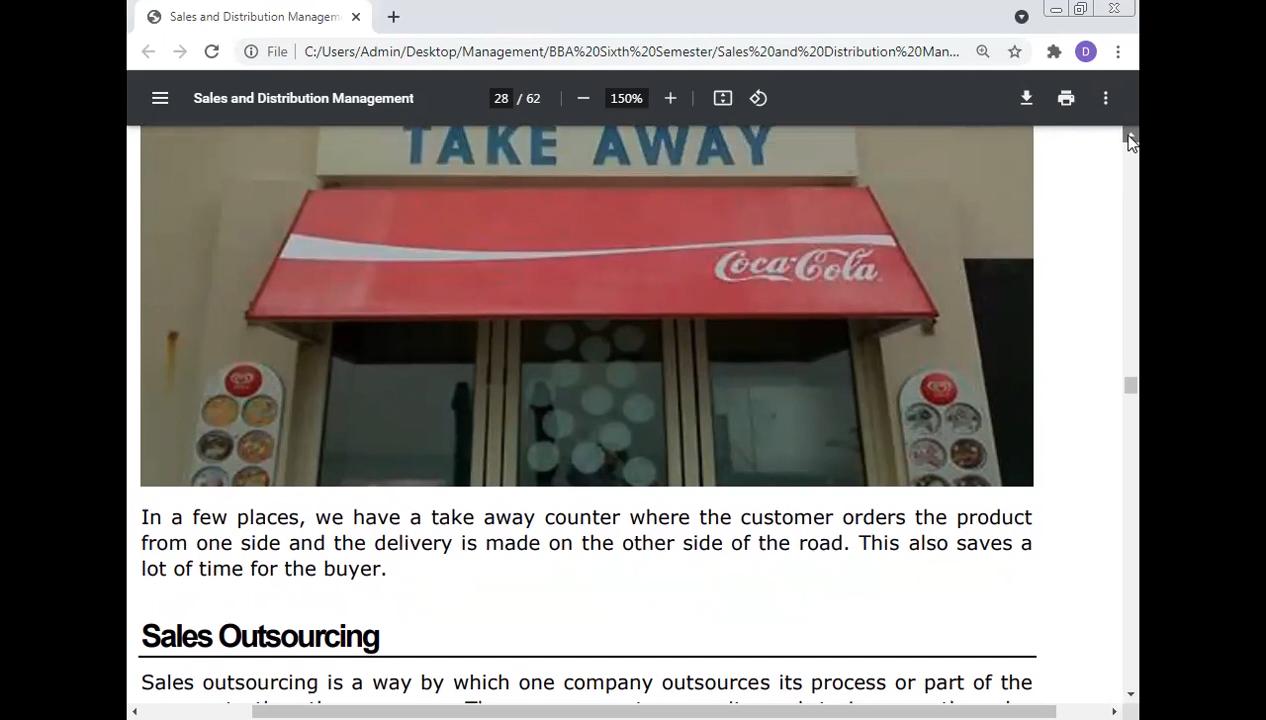 Sales and Distribution Managem
File
C:/Users/Admin/Desktop/Management/BBA%20Sixth%20Semester/Sales%20and%20Distribution%20Man...
D
Sales and Distribution Management
28 / 62
150%
TAKE AWAY
Coca-Cola
In a few places, we have a take away counter where the customer orders the product
from one side and the delivery is made on the other side of the road. This also saves a
lot of time for the buyer.
Sales Outsourcing
Sales outsourcing is a way by which one company outsources its process or part of the